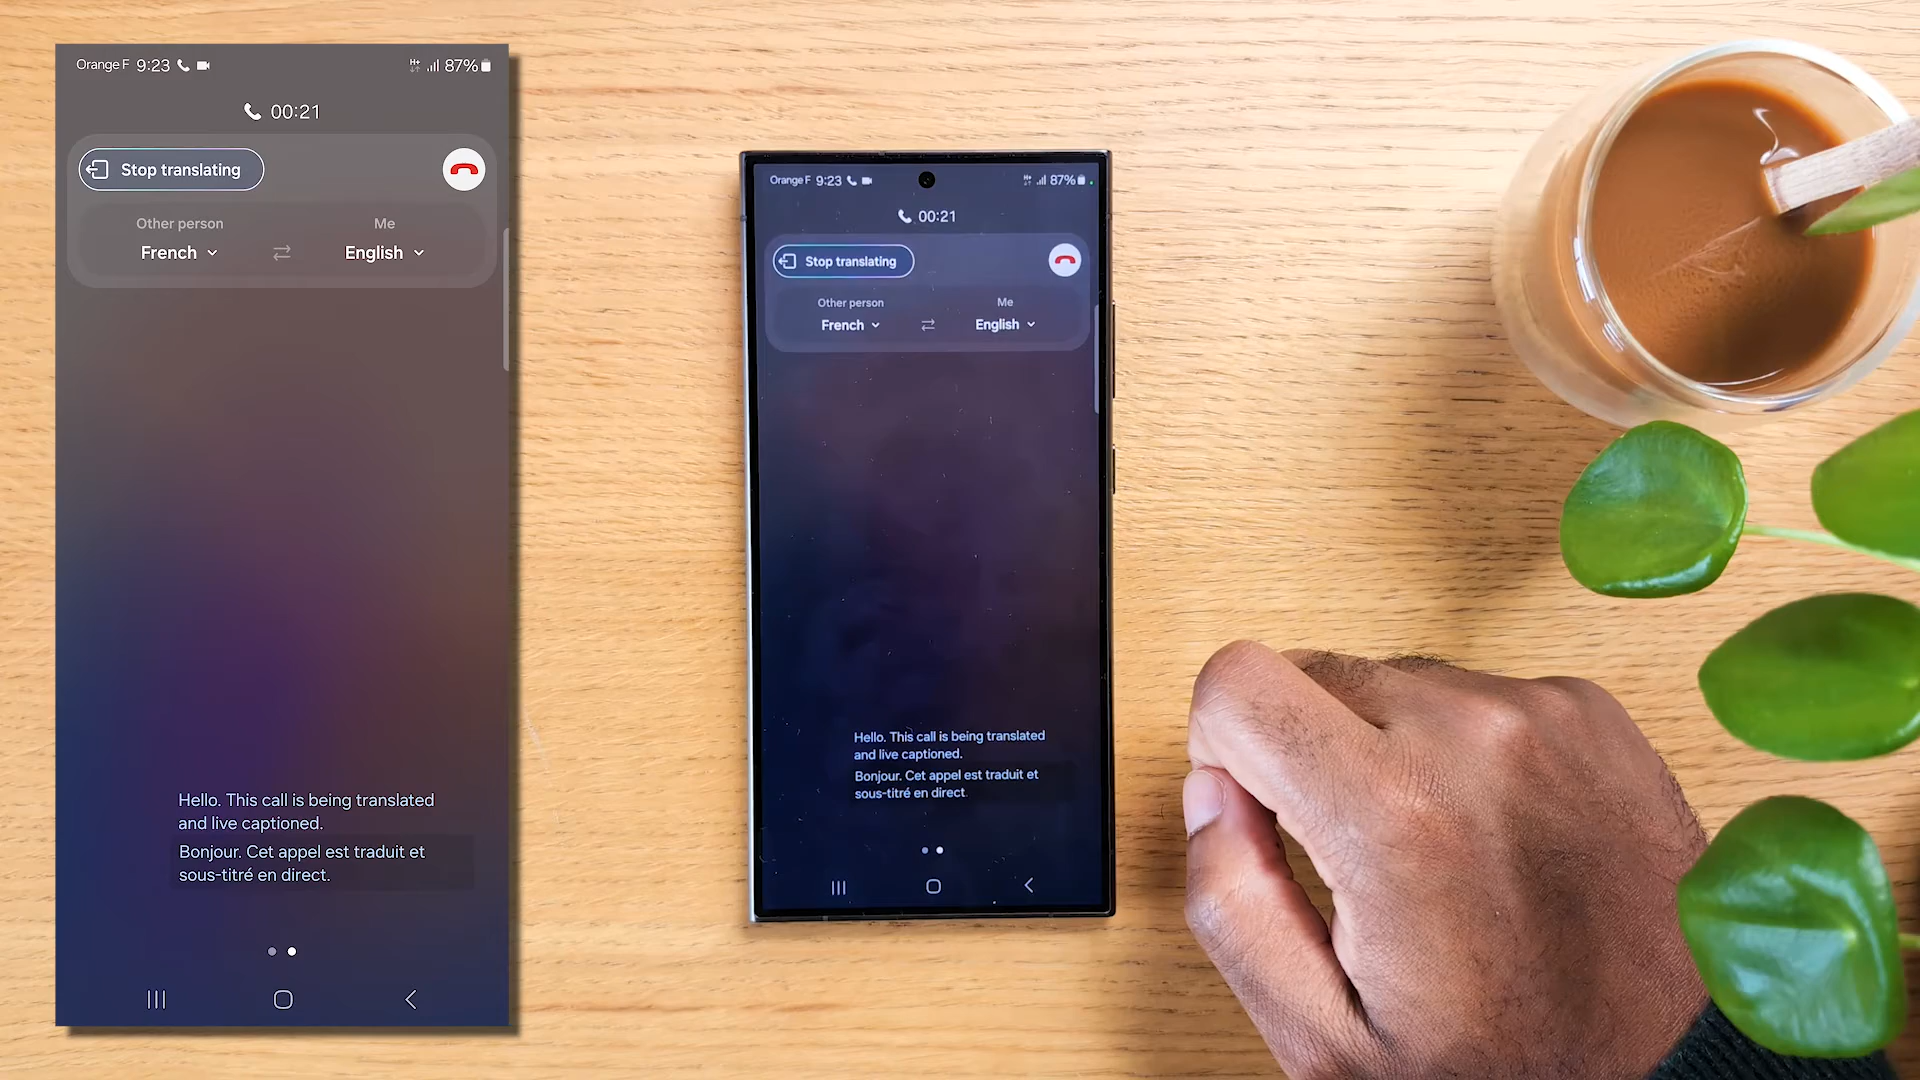 Orange F 9:23
H+ 87%
00:21
Stop translating
Other person
Me
French
English
Hello. This call is being translated
and live captioned.
Bonjour. Cet appel est traduit et
sous-titré en direct.
Orange F 9:23
H+ 87%
00:21
Stop translating
Other person
Me
French
English
Hello. This call is being translated
and live captioned.
Bonjour. Cet appel est traduit et
sous-titré en direct.